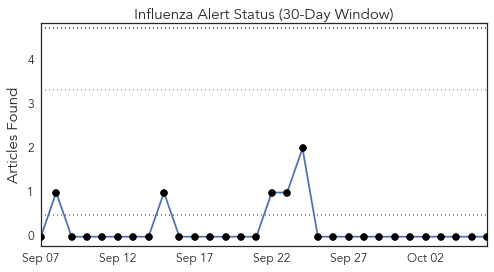 Influenza Alert Status (30-Day Window)
Articles Found
4
3
2
1
0
Sep 07 Sep 12 Sep 17 Sep 22 Sep 27 Oct 02